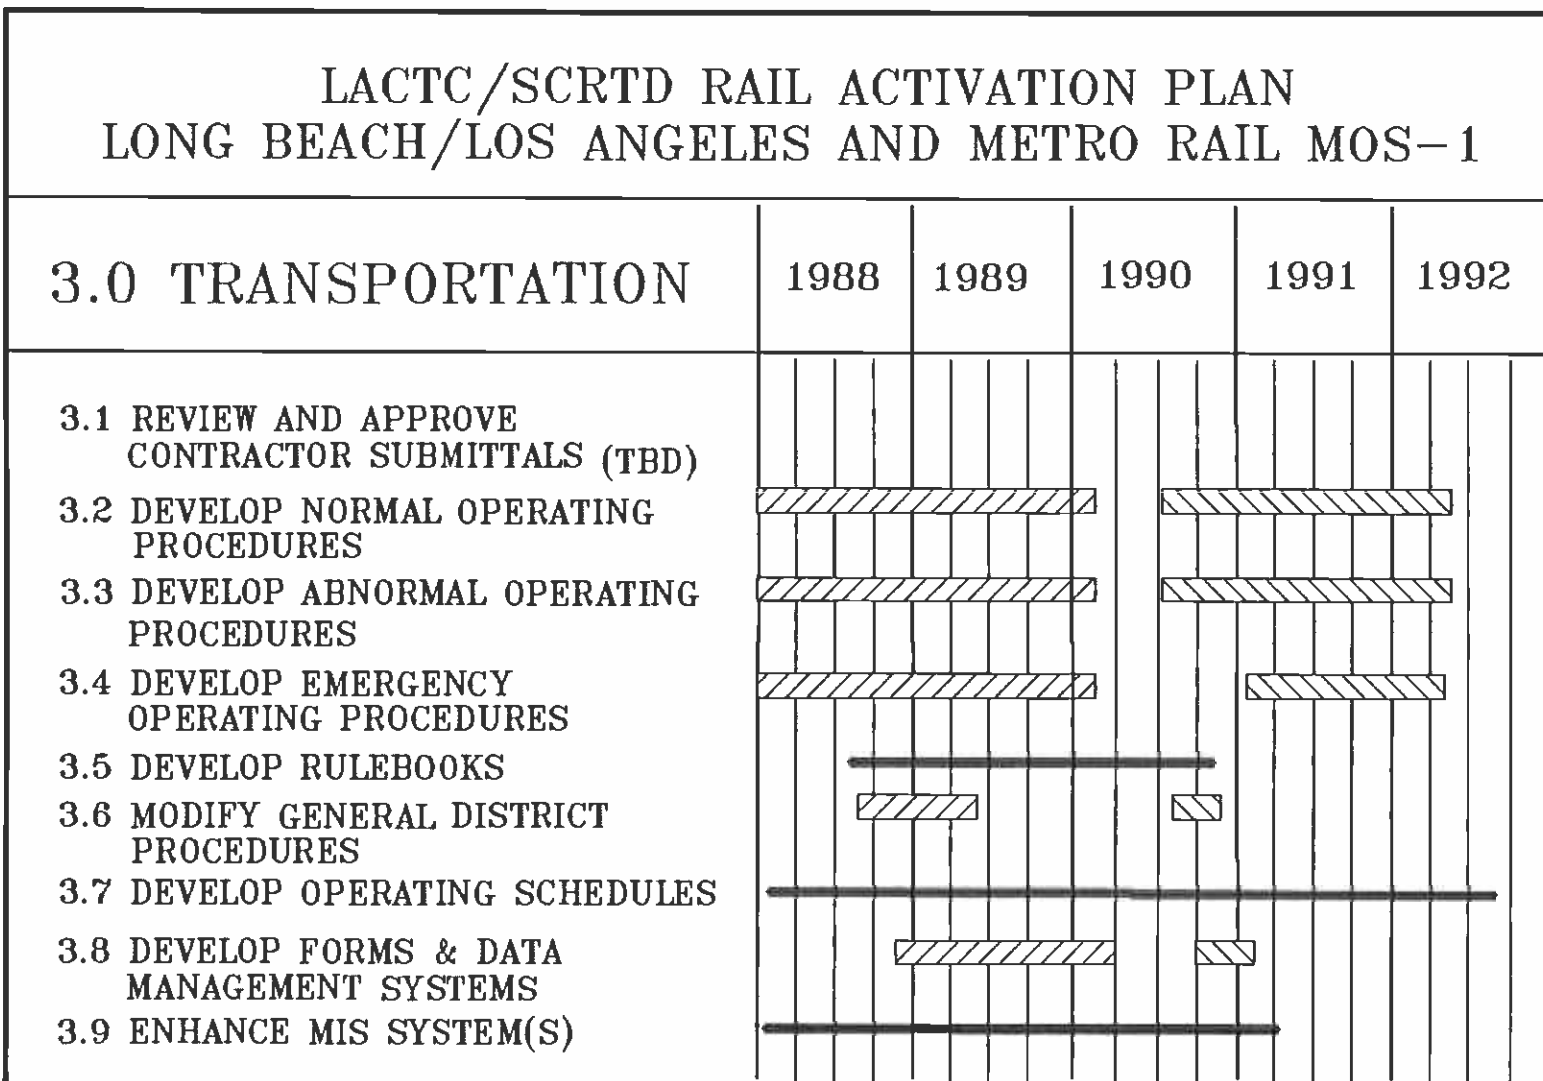 LACTC/SCRTD RAIL ACTIVATION PLAN
LONG BEACH/LOS ANGELES AND METRO RAIL MOS-1
3.0 TRANSPORTATION
1988 1989 1990 1991 1992
3.1 REVIEW AND APPROVE
CONTRACTOR SUBMITTALS (TBD)
3.2 DEVELOP NORMAL OPERATING
PROCEDURES
3.3 DEVELOP ABNORMAL OPERATING
PROCEDURES
3.4 DEVELOP EMERGENCY
OPERATING PROCEDURES
3.5 DEVELOP RULEBOOKS
3.6 MODIFY GENERAL DISTRICT
PROCEDURES
3.7 DEVELOP OPERATING SCHEDULES
3.8 DEVELOP FORMS & DATA
MANAGEMENT SYSTEMS
3.9 ENHANCE MIS SYSTEM(S)